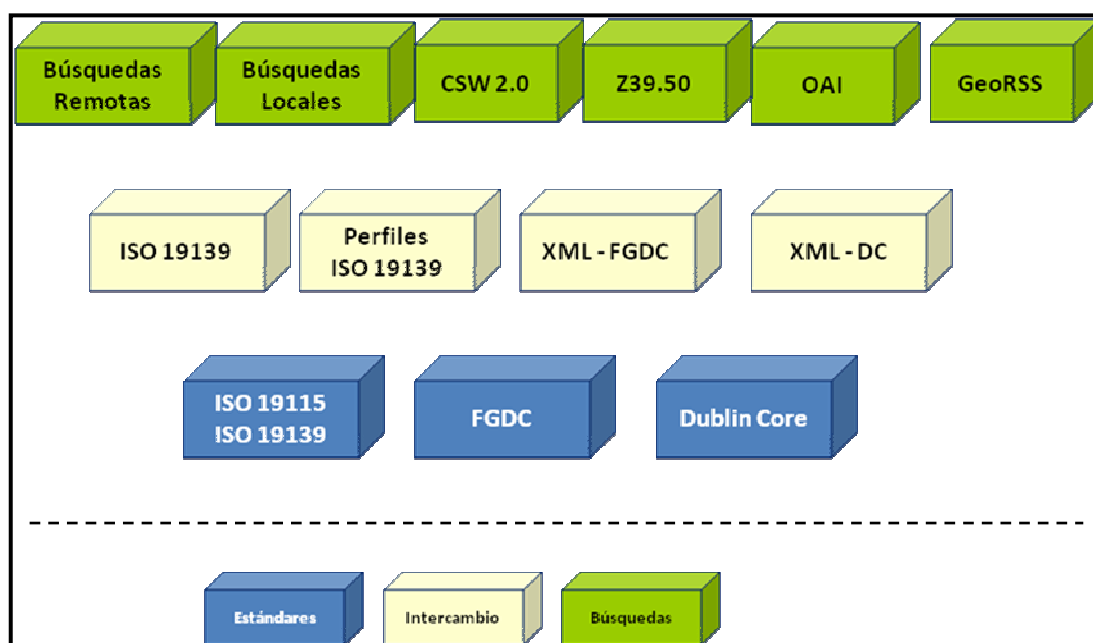 Búsquedas
Remotas
Búsquedas
Locales
CSW 2.0
Z39.50
OAI
GeoRSS
ISO 19139
Perfiles
ISO 19139
XML - FGDC
XML - DC
ISO 19115
ISO 19139
FGDC
Dublin Core
Estándares
Intercambio
Búsquedas